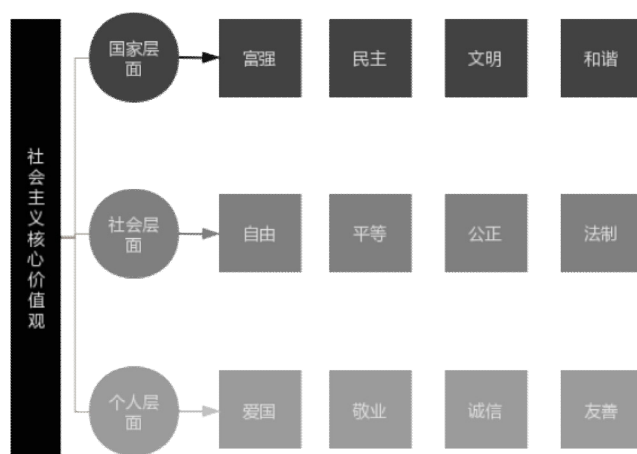 社会主义核心价值观
国家层
面
富强
民主
文明
和谐
社会层
面
自由
平等
公正
法制
个人层
面
爱国
敬业
诚信
友善